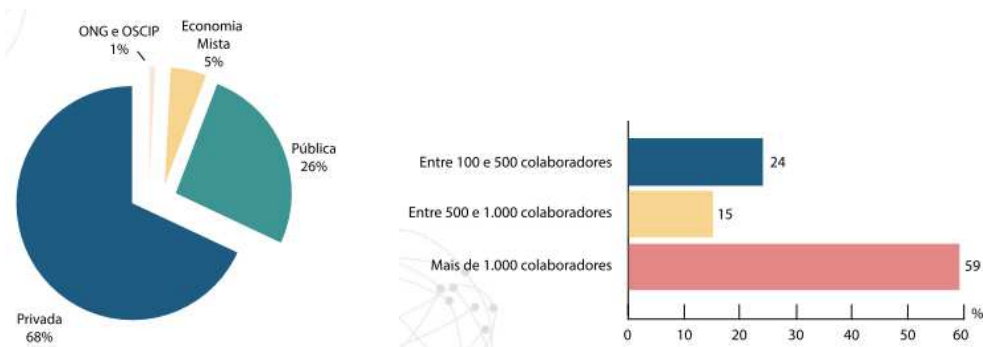 ONG e OSCIP
1%
Economia
Mista
5%
Pública
26%
Privada
68%
Entre 100 e 500 colaboradores
24
Entre 500 e 1.000 colaboradores
15
Mais de 1.000 colaboradores
59
%
0 10 20 30 40 50 60